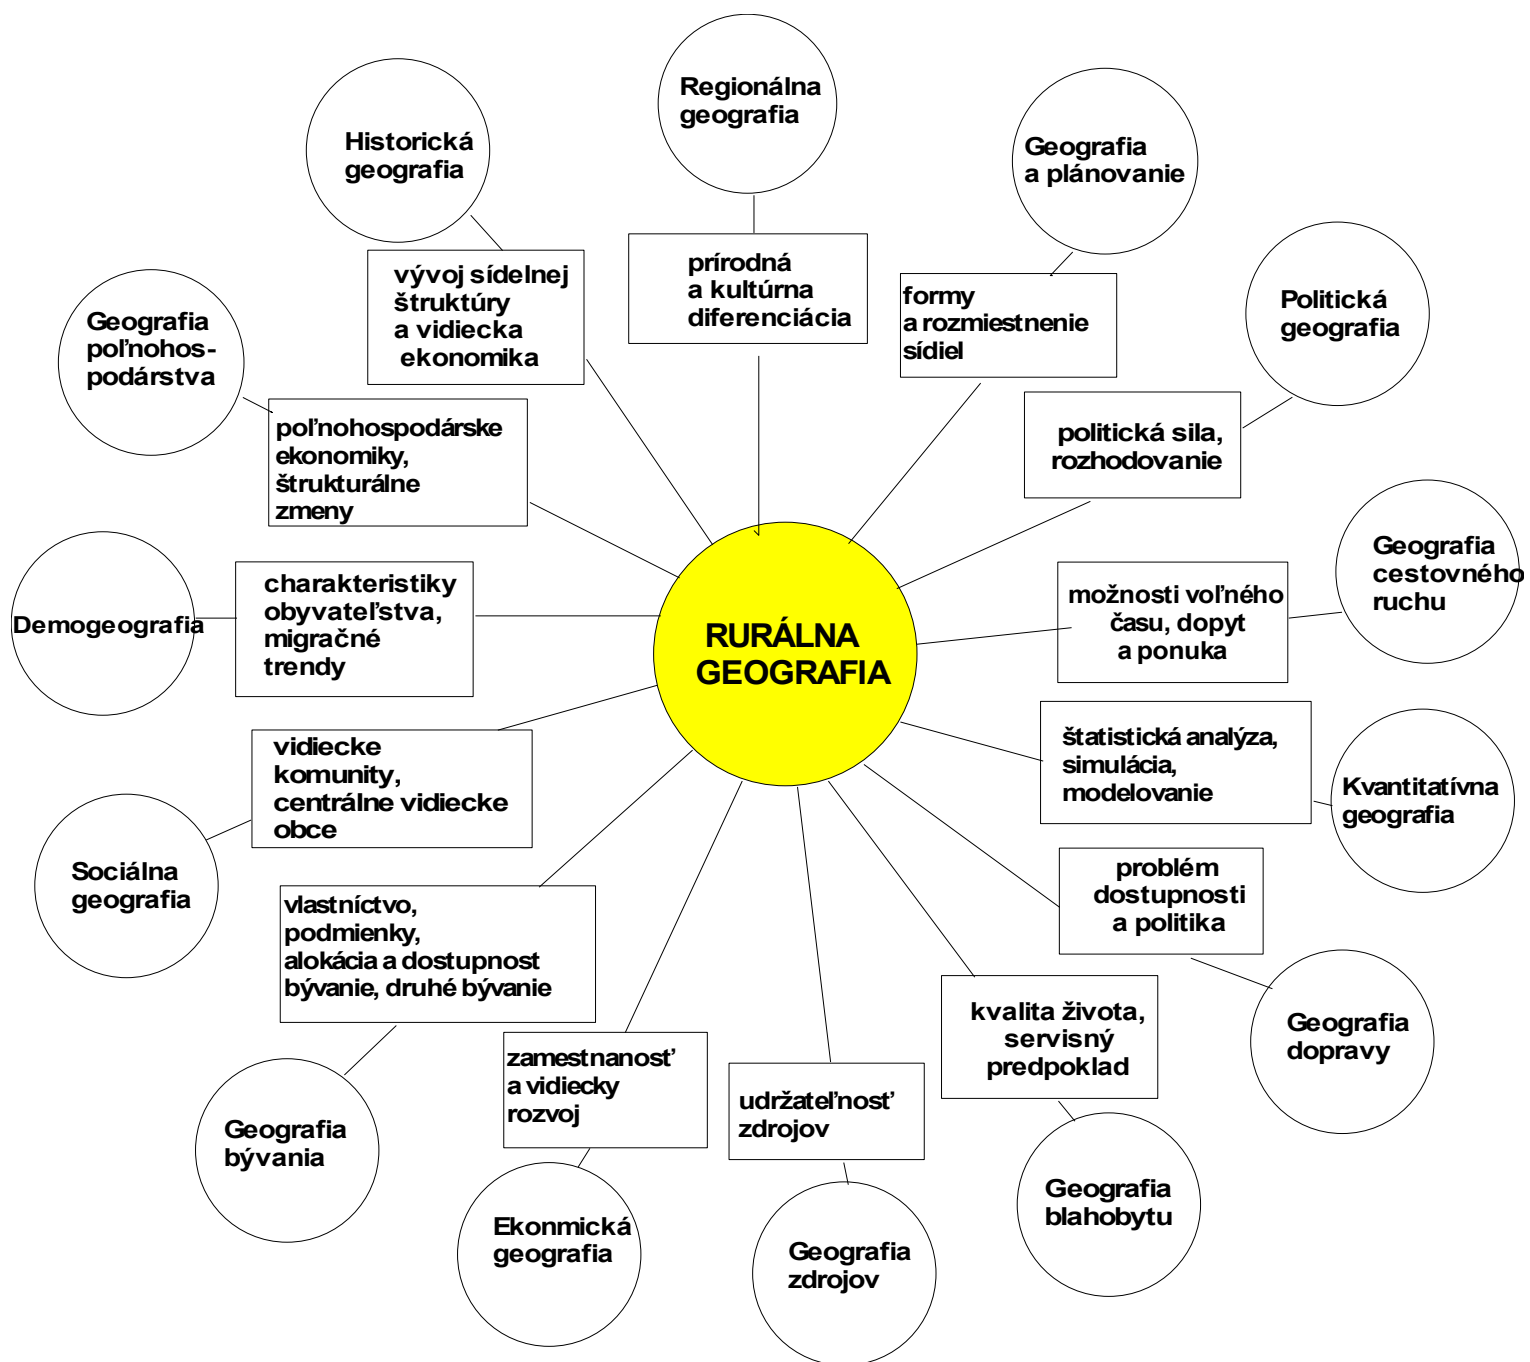 Regionálna
geografia
Historická
geografia
Geografia
a plánovanie
prírodná
a kultúrna
diferenciácia
vývoj sídelnej
štruktúry
a vidiecka
ekonomika
formy
a rozmiestnenie
sídiel
Politická
geografia
Geografia
poľnohos-
podárstva
poľnohospodárske
ekonomiky,
štrukturálne
zmeny
politická sila,
rozhodovanie
Geografia
cestovného
ruchu
možnosti voľného
času, dopyt
a ponuka
charakteristiky
obyvateľstva,
migračné
trendy
Demogeografia
RURÁLNA
GEOGRAFIA
vidiecke
komunity,
centrálne vidiecke
obce
štatistická analýza,
simulácia,
modelovanie
Kvantitatívna
geografia
Sociálna
geografia
problém
dostupnosti
a politika
vlastníctvo,
podmienky,
alokácia a dostupnost
bývanie, druhé bývanie
kvalita života,
servisný
predpoklad
Geografia
dopravy
zamestnanosť
a vidiecky
rozvoj
udržateľnosť
zdrojov
Geografia
bývania
Geografia
blahobytu
Ekonmická
geografia
Geografia
zdrojov